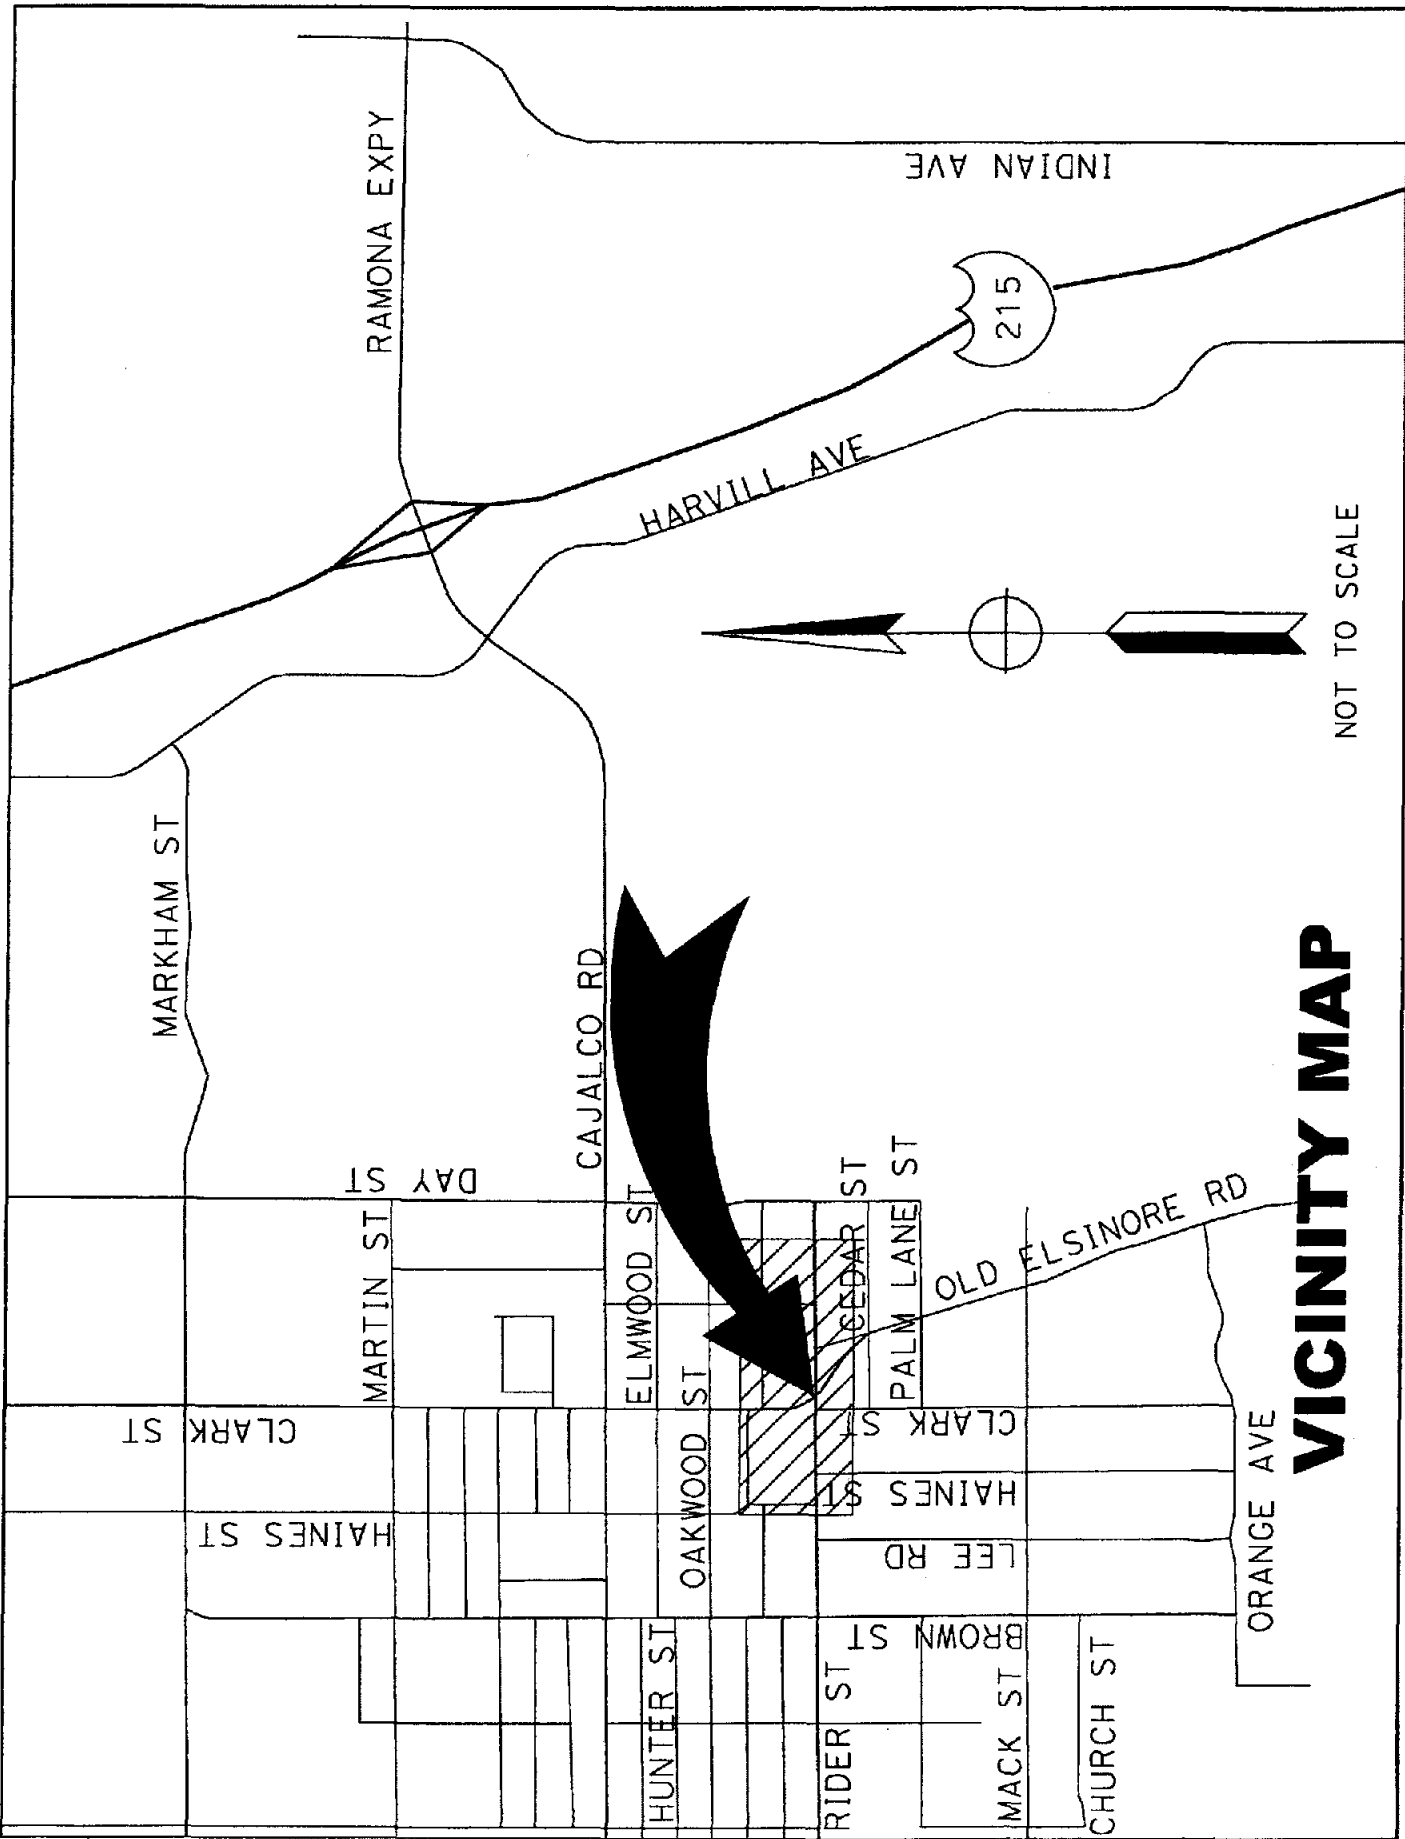 RAMONA EXPY
INDIAN AVE
215
HARVILL AVE
MARKHAM ST
NOT TO SCALE
CAJALCO RD
DAY ST
MARTIN ST
ELMWOOD ST
CEDAR ST
PALM LANE ST
OLD ELSINORE RD
CLARK ST
OAKWOOD ST
CLARK ST
HAINES ST
HAINES ST
LEE RD
ORANGE AVE
HUNTER ST
BROWN ST
RIDER ST
MACK ST
CHURCH ST
VICINITY MAP